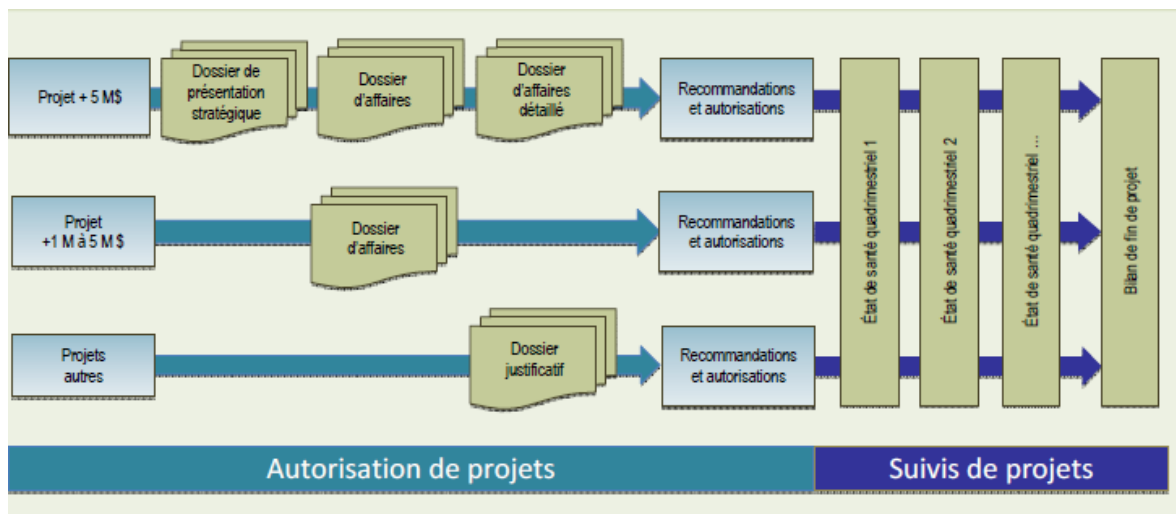 Projet + 5 M$
Dossier de
présentation
stratégique
Dossier
d'affaires
Dossier
d'affaires
détaillé
Recommandations
et autorisations
Projet
+1 M à 5 M $
Dossier
d'affaires
Recommandations
et autorisations
Projets
autres
Dossier
justificatif
Recommandations
et autorisations
État de santé quadrimestriel 1
État de santé quadrimestriel 2
État de santé quadrimestriel ...
Bilan de fin de projet
Autorisation de projets
Suivis de projets